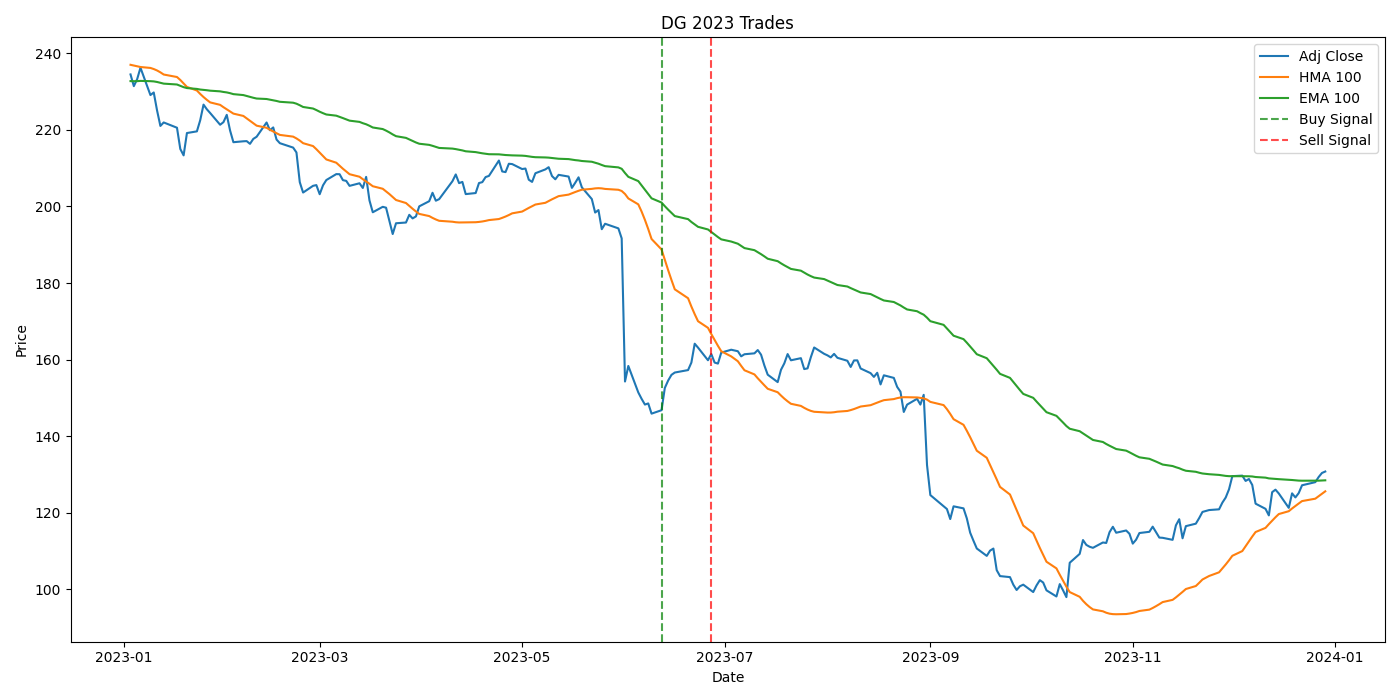 DG 2023 Trades
240
220
200
180
160
140
120
100
Price
2023-01
2023-03
2023-05
2023-07
2023-09
2023-11
2024-01
Date
Adj Close
HMA 100
EMA 100
Buy Signal
Sell Signal